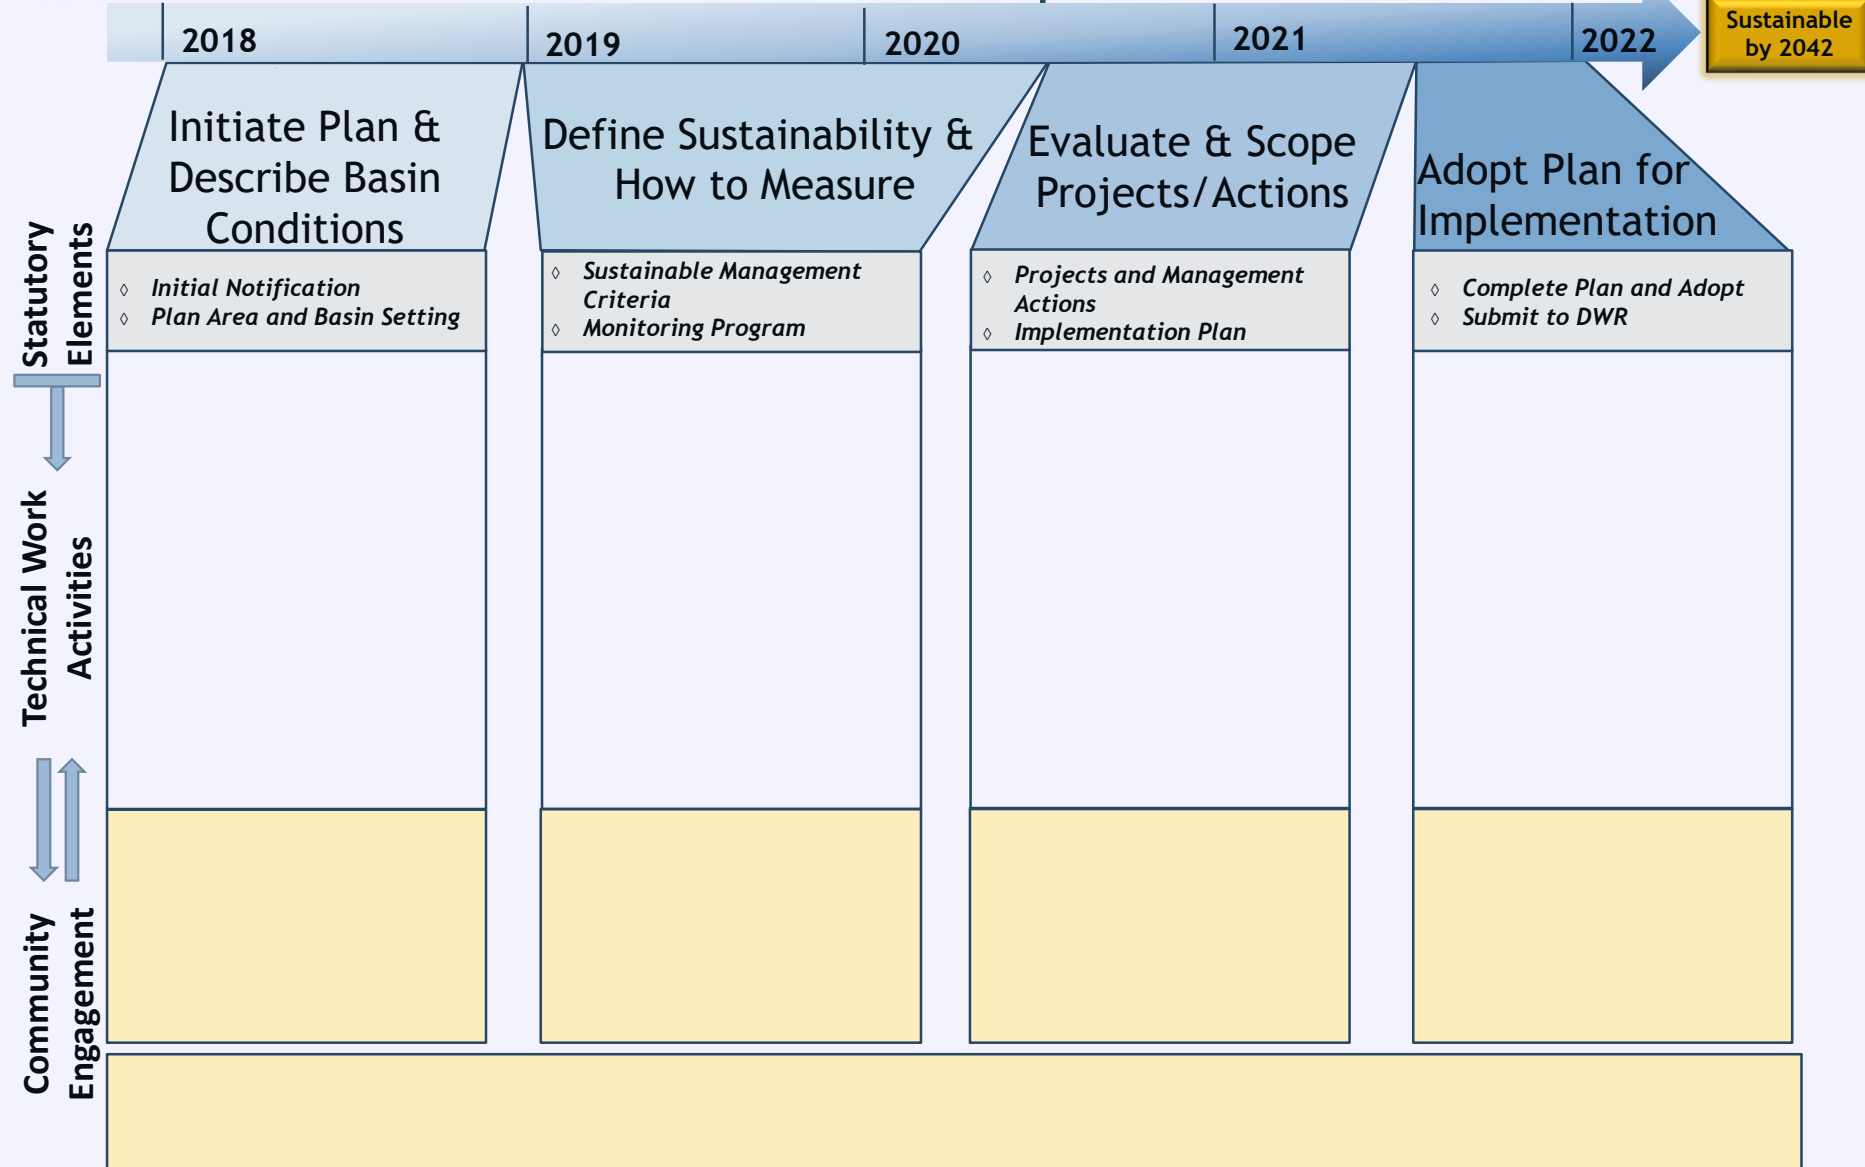 2018
2019
2020
2021
2022
Sustainable
by 2042
Initiate Plan &
Describe Basin
Conditions
Define Sustainability &
How to Measure
Evaluate & Scope
Projects/Actions
Adopt Plan for
Implementation
Statutory
Elements
◊ Initial Notification
◊ Plan Area and Basin Setting
◊ Sustainable Management
Criteria
◊ Monitoring Program
◊ Projects and Management
Actions
◊ Implementation Plan
◊ Complete Plan and Adopt
◊ Submit to DWR
Technical Work
Activities
Community
Engagement